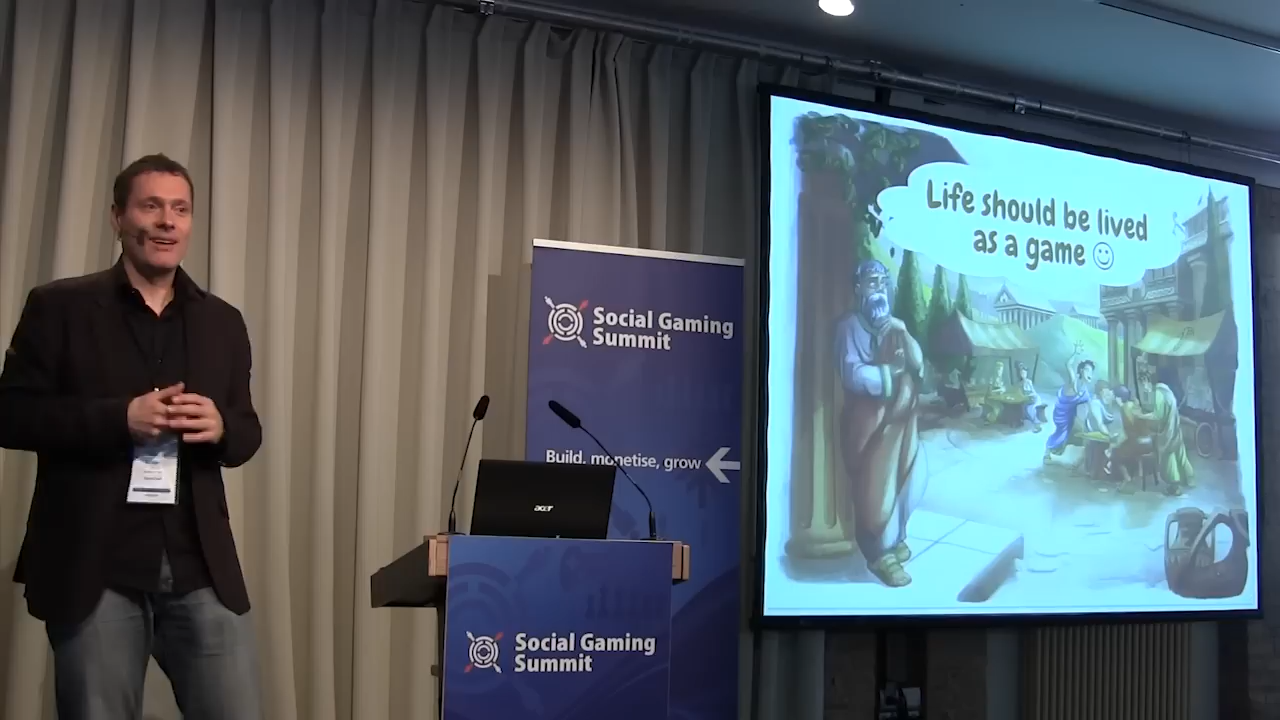 Life should be lived
as a game ☺
Social Gaming
Summit
Build, monetise, grow
acer
Social Gaming
Summit